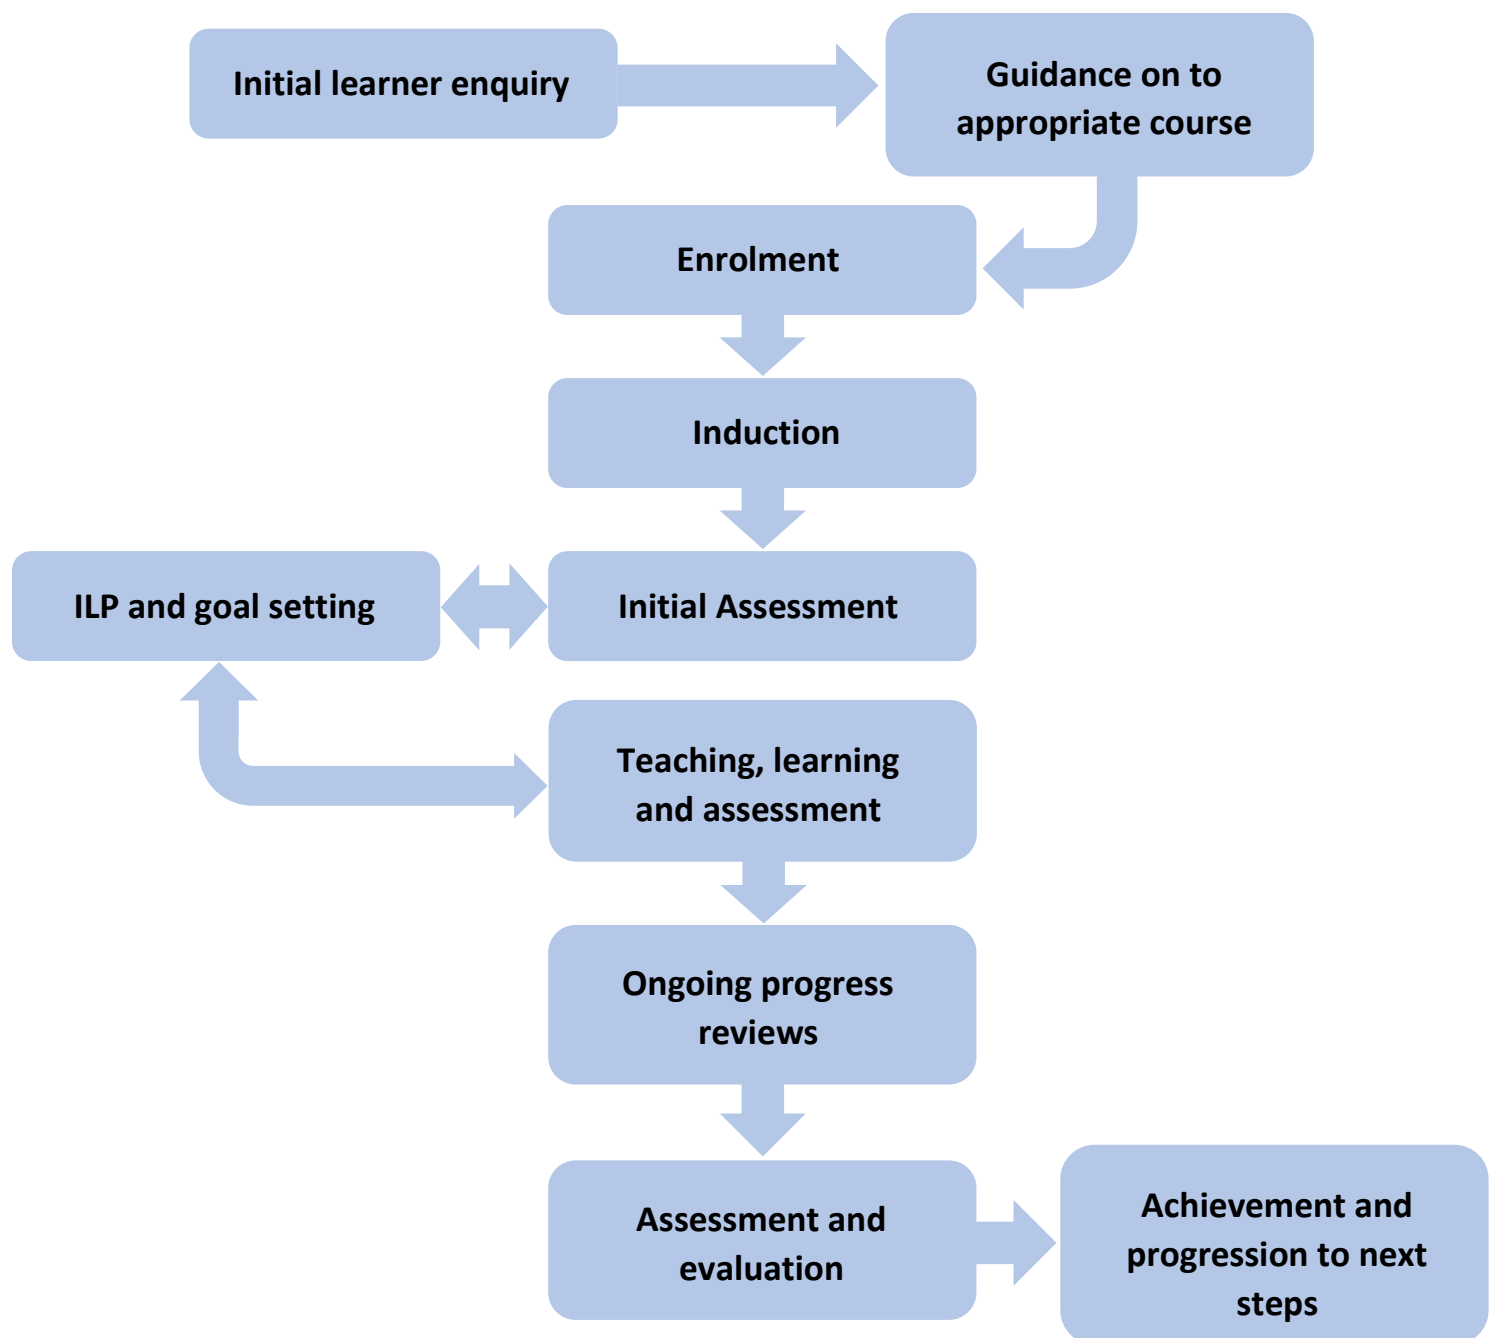 Initial learner enquiry
Guidance on to
appropriate course
Enrolment
Induction
ILP and goal setting
Initial Assessment
Teaching, learning
and assessment
Ongoing progress
reviews
Assessment and
evaluation
Achievement and
progression to next
steps